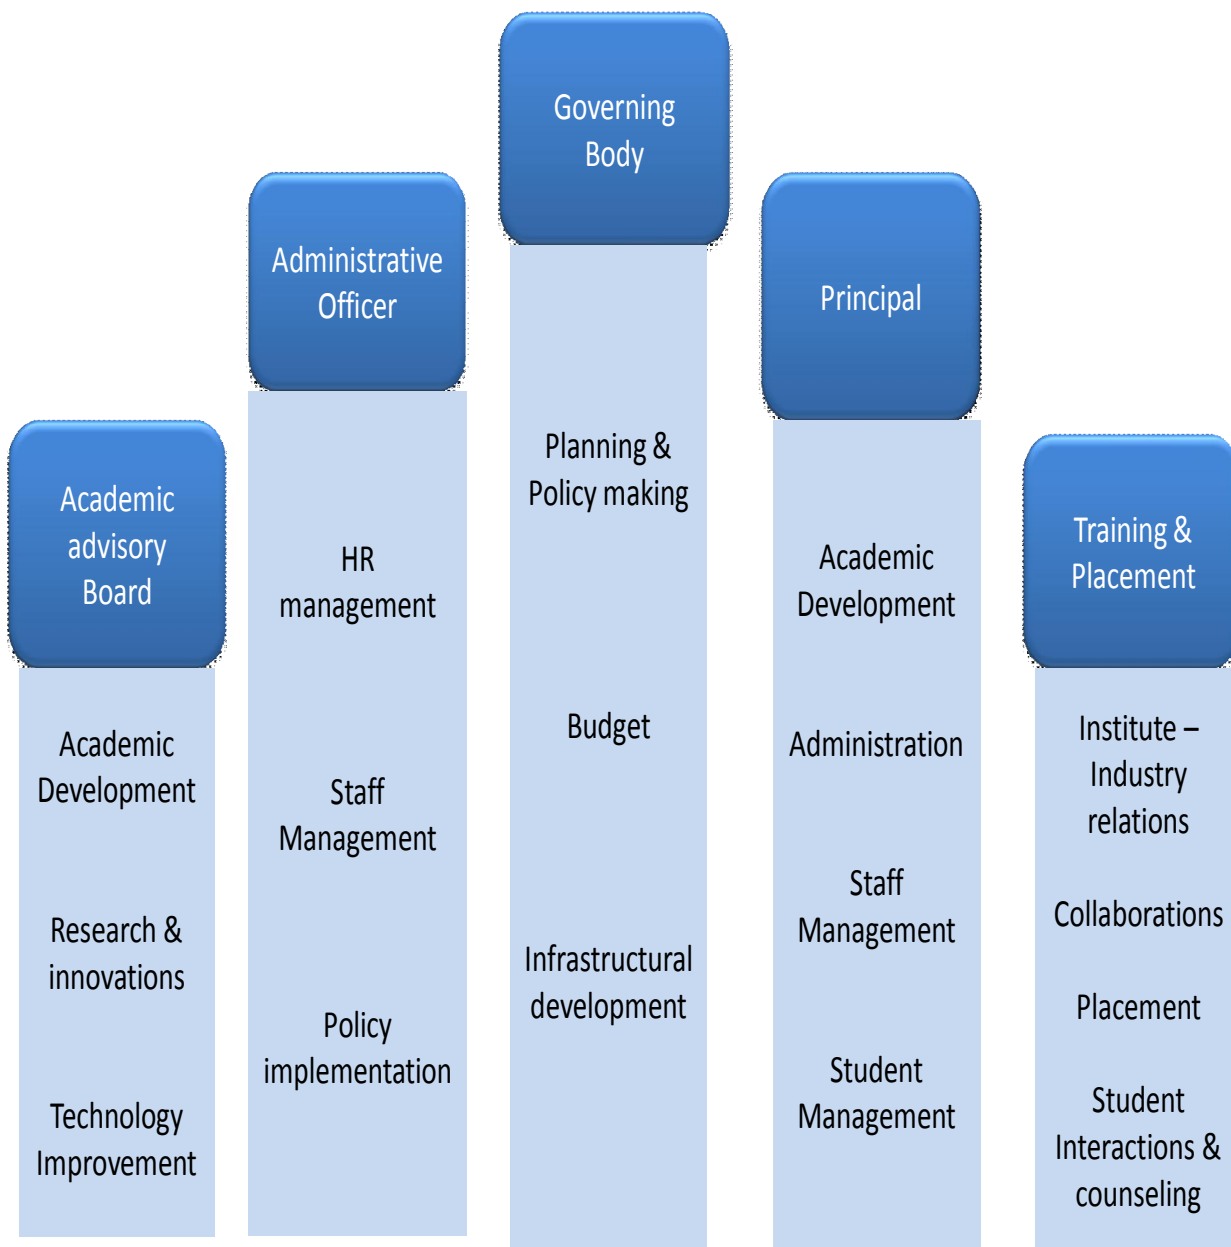 Academic
advisory
Board
Academic
Development
Research &
innovations
Technology
Improvement
Administrative
Officer
HR
management
Staff
Management
Policy
implementation
Governing
Body
Planning &
Policy making
Budget
Infrastructural
development
Principal
Academic
Development
Administration
Staff
Management
Student
Management
Training &
Placement
Institute –
Industry
relations
Collaborations
Placement
Student
Interactions &
counseling